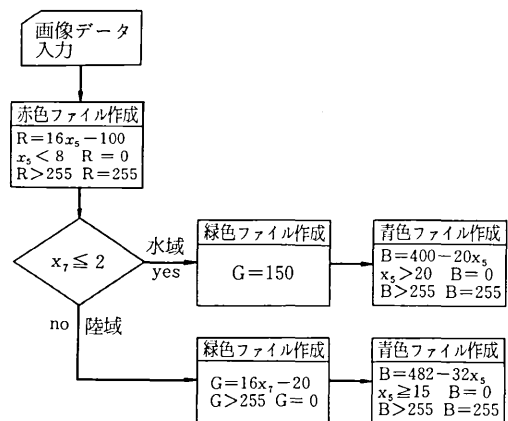 画像データ
入力
赤色ファイル作成
R=16x₅-100
x₅<8 R=0
R>255 R=255
x₇≦2
水域
yes
no 陸域
緑色ファイル作成
G=150
青色ファイル作成
B=400-20x₅
x₅>20 B=0
B>255 B=255
緑色ファイル作成
G=16x₇-20
G>255 G=0
青色ファイル作成
B=482-32x₅
x₅≧15 B=0
B>255 B=255